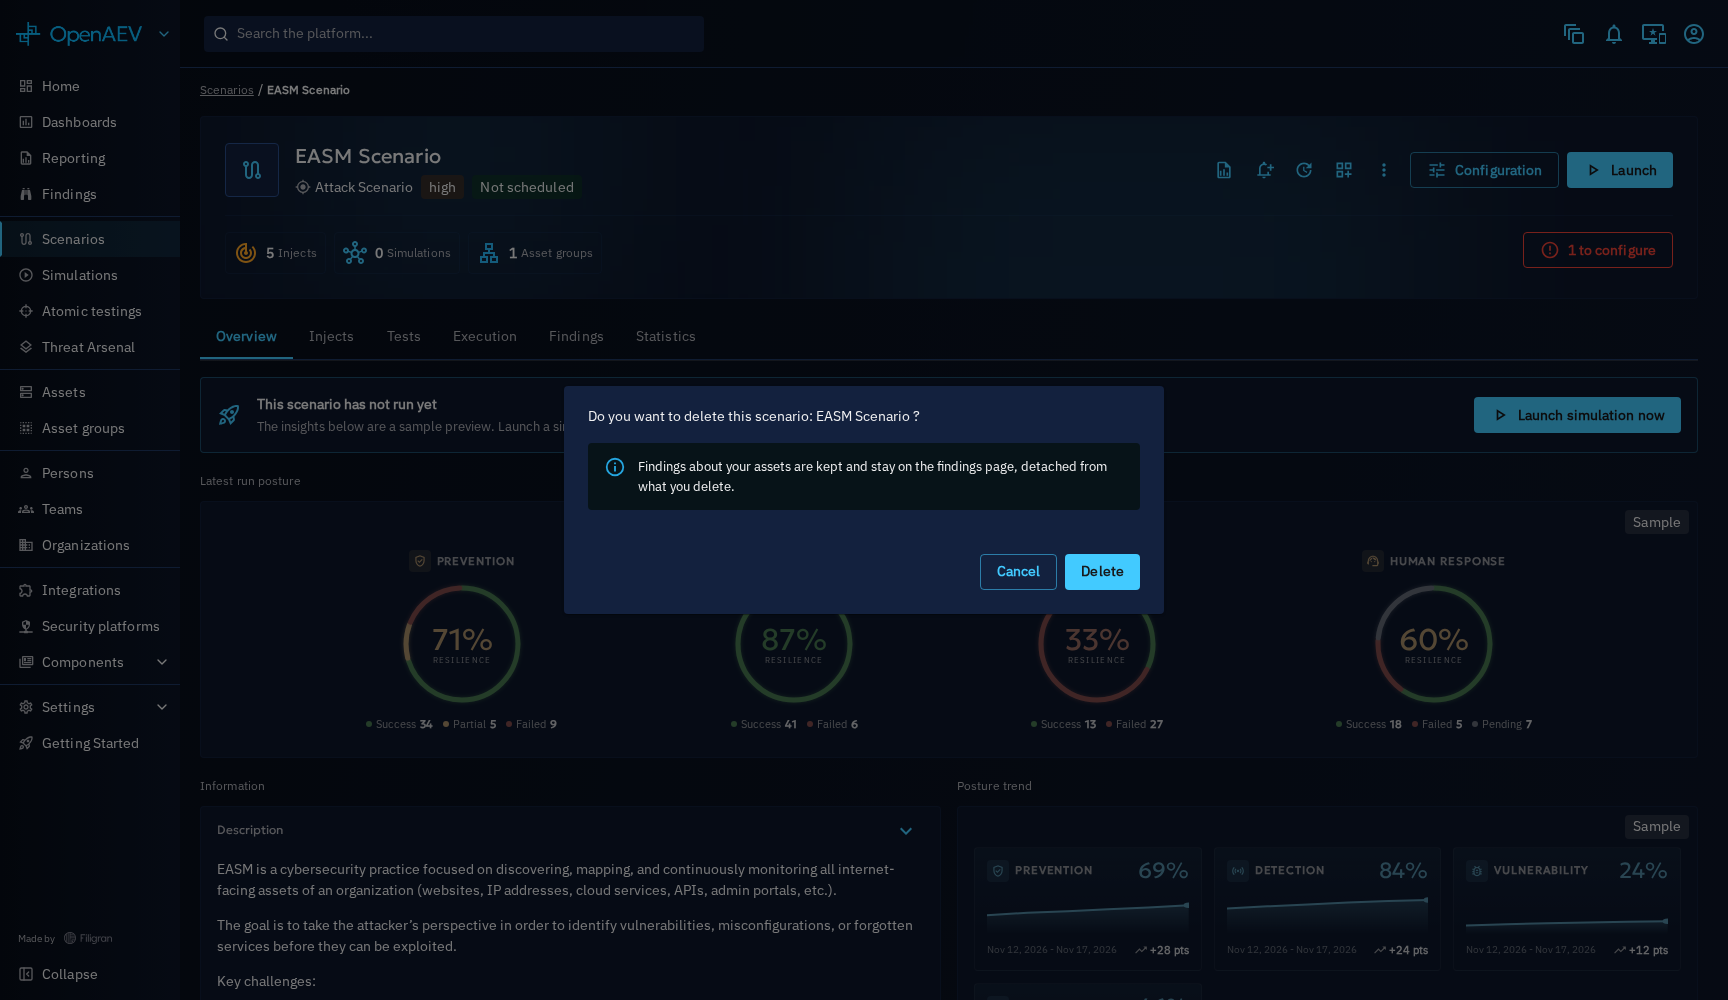 OpenAEV
Search the platform...
Home
Dashboards
Reporting
Findings
Scenarios
Simulations
Atomic testings
Threat Arsenal
Assets
Asset groups
Persons
Teams
Organizations
Integrations
Security platforms
Components
Settings
Getting Started
Made by Filigran
Collapse
Scenarios / EASM Scenario
EASM Scenario
Attack Scenario high Not scheduled
Configuration
Launch
5 Injects 0 Simulations 1 Asset groups
1 to configure
Overview Injects Tests Execution Findings Statistics
This scenario has not run yet
The insights below are a sample preview. Launch a
Launch simulation now
Do you want to delete this scenario: EASM Scenario ?
Findings about your assets are kept and stay on the findings page, detached from
what you delete.
Cancel Delete
Latest run posture
Sample
PREVENTION
71%
RESILIENCE
Success 34 Partial 5 Failed 9
87%
RESILIENCE
Success 41 Failed 6
33%
RESILIENCE
Success 13 Failed 27
HUMAN RESPONSE
60%
RESILIENCE
Success 18 Failed 5 Pending 7
Information
Description
EASM is a cybersecurity practice focused on discovering, mapping, and continuously monitoring all internet-
facing assets of an organization (websites, IP addresses, cloud services, APIs, admin portals, etc.).
The goal is to take the attacker’s perspective in order to identify vulnerabilities, misconfigurations, or forgotten
services before they can be exploited.
Key challenges:
Posture trend
Sample
PREVENTION 69%
Nov 12, 2026 - Nov 17, 2026 +28 pts
DETECTION 84%
Nov 12, 2026 - Nov 17, 2026 +24 pts
VULNERABILITY 24%
Nov 12, 2026 - Nov 17, 2026 +12 pts